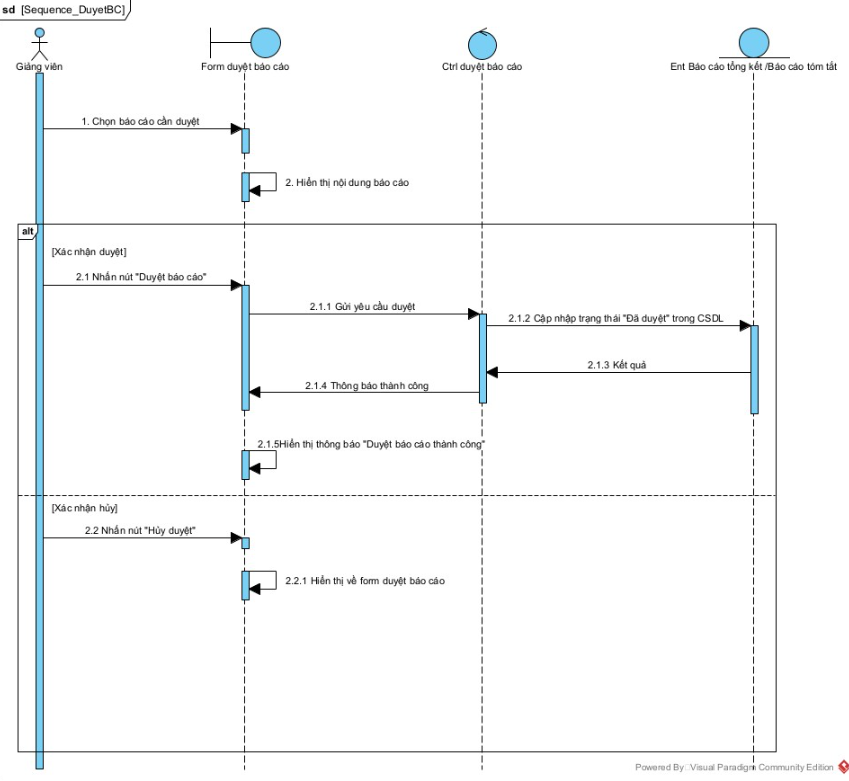 sd [Sequence_DuyetBC]
Giảng viên
Form duyệt báo cáo
Ctrl duyệt báo cáo
Ent Báo cáo tổng kết /Báo cáo tóm tắt
1. Chọn báo cáo cần duyệt
2. Hiển thị nội dung báo cáo
alt
[Xác nhận duyệt]
2.1 Nhấn nút "Duyệt báo cáo"
2.1.1 Gửi yêu cầu duyệt
2.1.2 Cập nhập trạng thái "Đã duyệt" trong CSDL
2.1.3 Kết quả
2.1.4 Thông báo thành công
2.1.5Hiển thị thông báo "Duyệt báo cáo thành công"
[Xác nhận hủy]
2.2 Nhấn nút "Hủy duyệt"
2.2.1 Hiển thị về form duyệt báo cáo
Powered By Visual Paradigm Community Edition